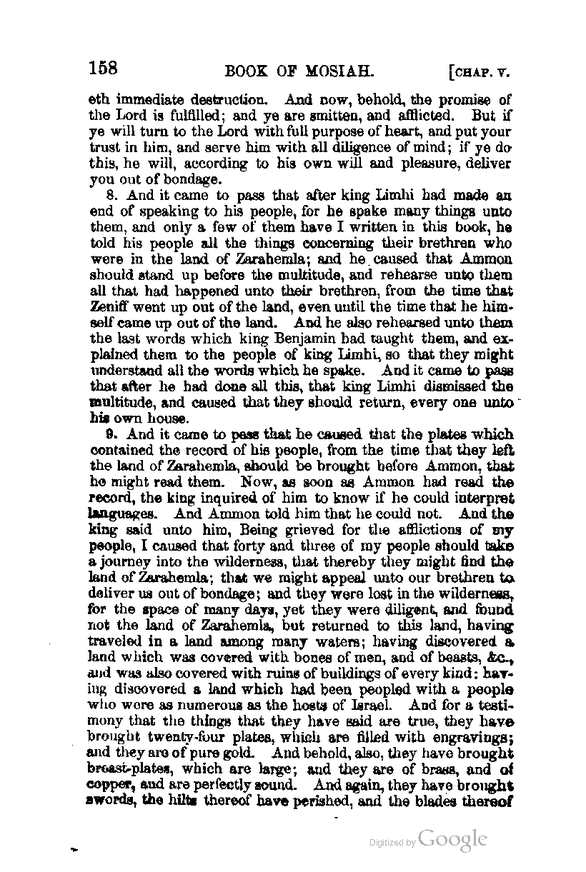 158 BOOK OF MOSIAH. [CHAP. V.
eth immediate destruction. And now, behold, the promise of
the Lord is fulfilled; and ye are smitten, and afflicted. But if
ye will turn to the Lord with full purpose of heart, and put your
trust in him, and serve him with all diligence of mind; if ye do
this, he will, according to his own will and pleasure, deliver
you out of bondage.
8. And it came to pass that after king Limhi had made an
end of speaking to his people, for he spake many things unto
them, and only a few of them have I written in this book, he
told his people all the things concerning their brethren who
were in the land of Zarahemla; and he caused that Ammon
should stand up before the multitude, and rehearse unto them
all that had happened unto their brethren, from the time that
Zeniff went up out of the land, even until the time that he him-
self came up out of the land. And he also rehearsed unto them
the last words which king Benjamin had taught them, and ex-
plained them to the people of king Limhi, so that they might
understand all the words which he spake. And it came to pass
that after he had done all this, that king Limhi dismissed the
multitude, and caused that they should return, every one unto
his own house.
9. And it came to pass that he caused that the plates which
contained the record of his people, from the time that they left
the land of Zarahemla, should be brought before Ammon, that
he might read them. Now, as soon as Ammon had read the
record, the king inquired of him to know if he could interpret
languages. And Ammon told him that he could not. And the
king said unto him, Being grieved for the afflictions of my
people, I caused that forty and three of my people should take
a journey into the wilderness, that thereby they might find the
land of Zarahemla; that we might appeal unto our brethren to
deliver us out of bondage; and they were lost in the wilderness,
for the space of many days, yet they were diligent, and found
not the land of Zarahemla, but returned to this land, having
traveled in a land among many waters; having discovered a
land which was covered with bones of men, and of beasts, &c.,
and was also covered with ruins of buildings of every kind; hav-
ing discovered a land which had been peopled with a people
who were as numerous as the hosts of Israel. And for a testi-
mony that the things that they have said are true, they have
brought twenty-four plates, which are filled with engravings;
and they are of pure gold. And behold, also, they have brought
breast-plates, which are large; and they are of brass, and of
copper, and are perfectly sound. And again, they have brought
swords, the hilts thereof have perished, and the blades thereof
Digitized by Google